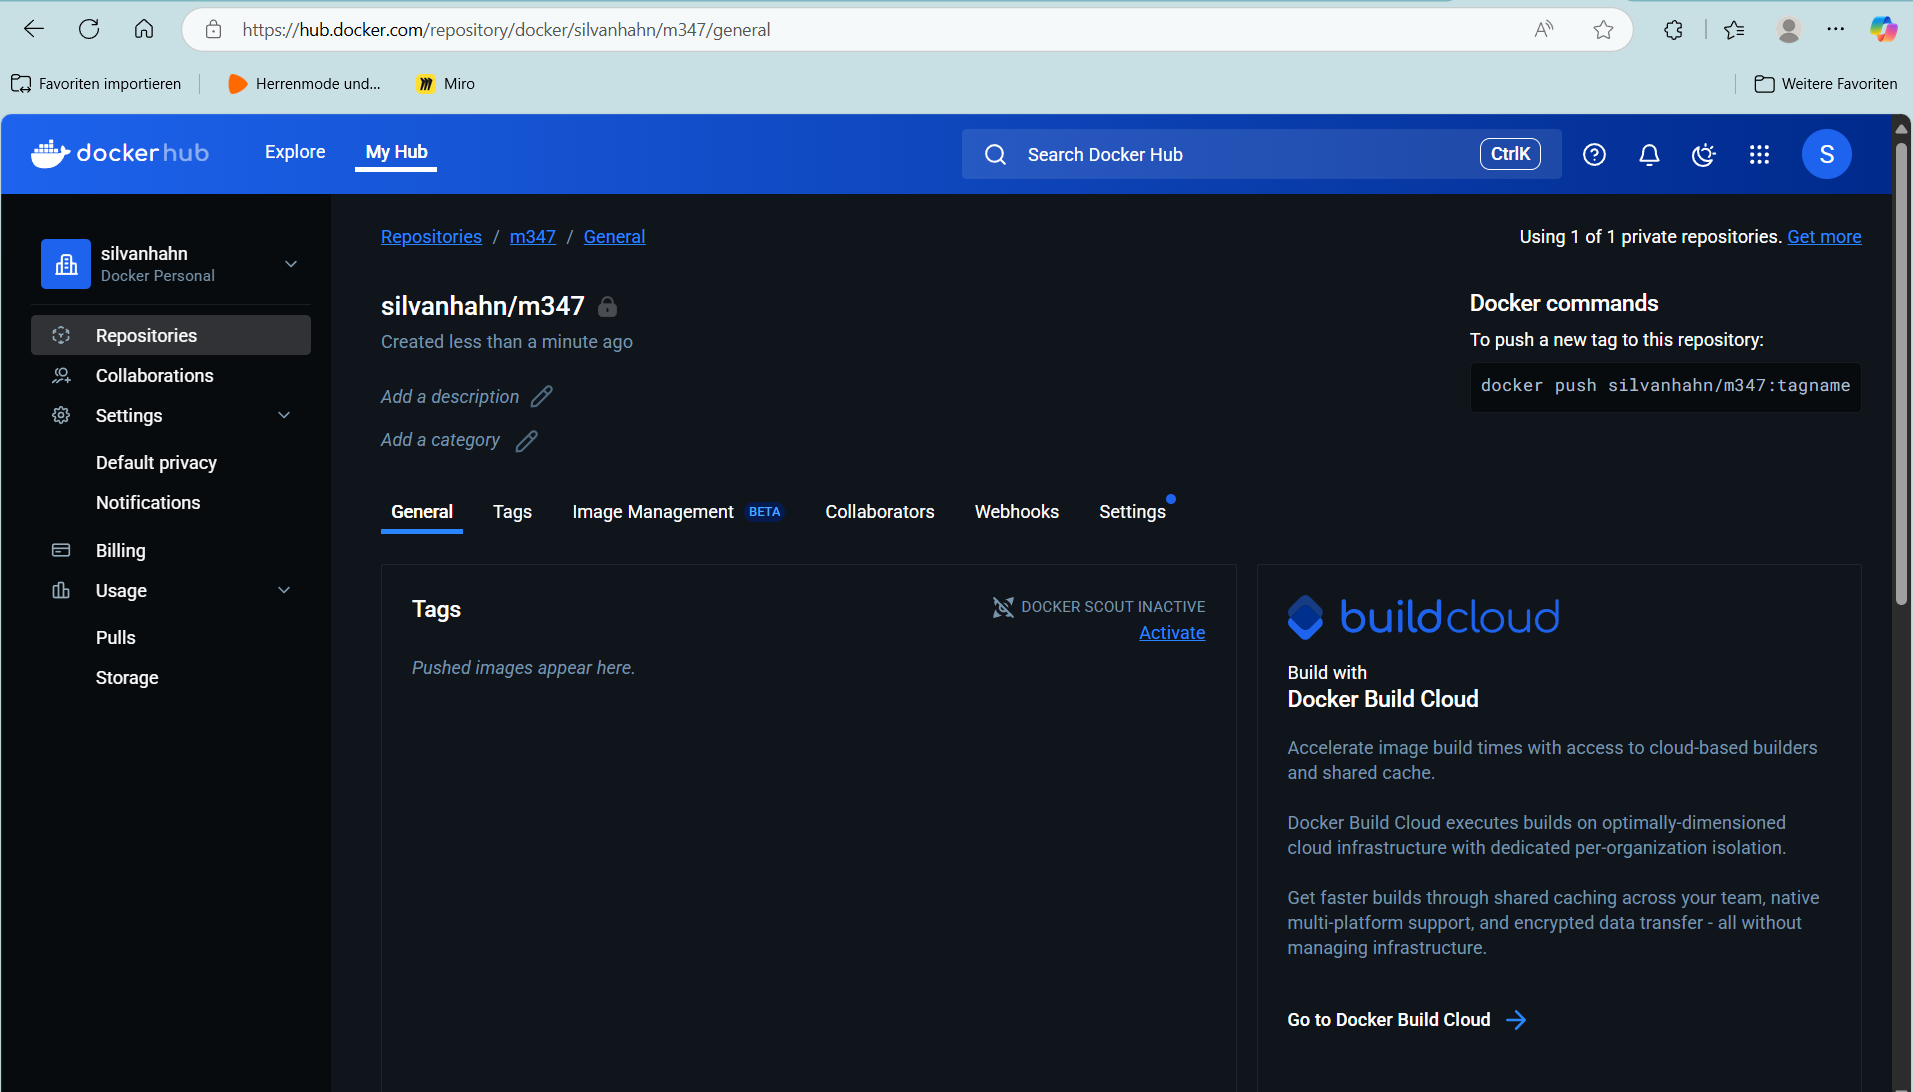 https://hub.docker.com/repository/docker/silvanhahn/m347/general
Favoriten importieren
Herrenmode und...
Miro
Weitere Favoriten
dockerhub
Explore
My Hub
Search Docker Hub
CtrlK
S
silvanhahn
Docker Personal
Repositories
Collaborations
Settings
Default privacy
Notifications
Billing
Usage
Pulls
Storage
Repositories / m347 / General
Using 1 of 1 private repositories. Get more
silvanhahn/m347
Created less than a minute ago
Add a description
Add a category
Docker commands
To push a new tag to this repository:
docker push silvanhahn/m347:tagname
General
Tags
Image Management BETA
Collaborators
Webhooks
Settings
Tags
DOCKER SCOUT INACTIVE
Activate
Pushed images appear here.
buildcloud
Build with
Docker Build Cloud
Accelerate image build times with access to cloud-based builders
and shared cache.
Docker Build Cloud executes builds on optimally-dimensioned
cloud infrastructure with dedicated per-organization isolation.
Get faster builds through shared caching across your team, native
multi-platform support, and encrypted data transfer - all without
managing infrastructure.
Go to Docker Build Cloud